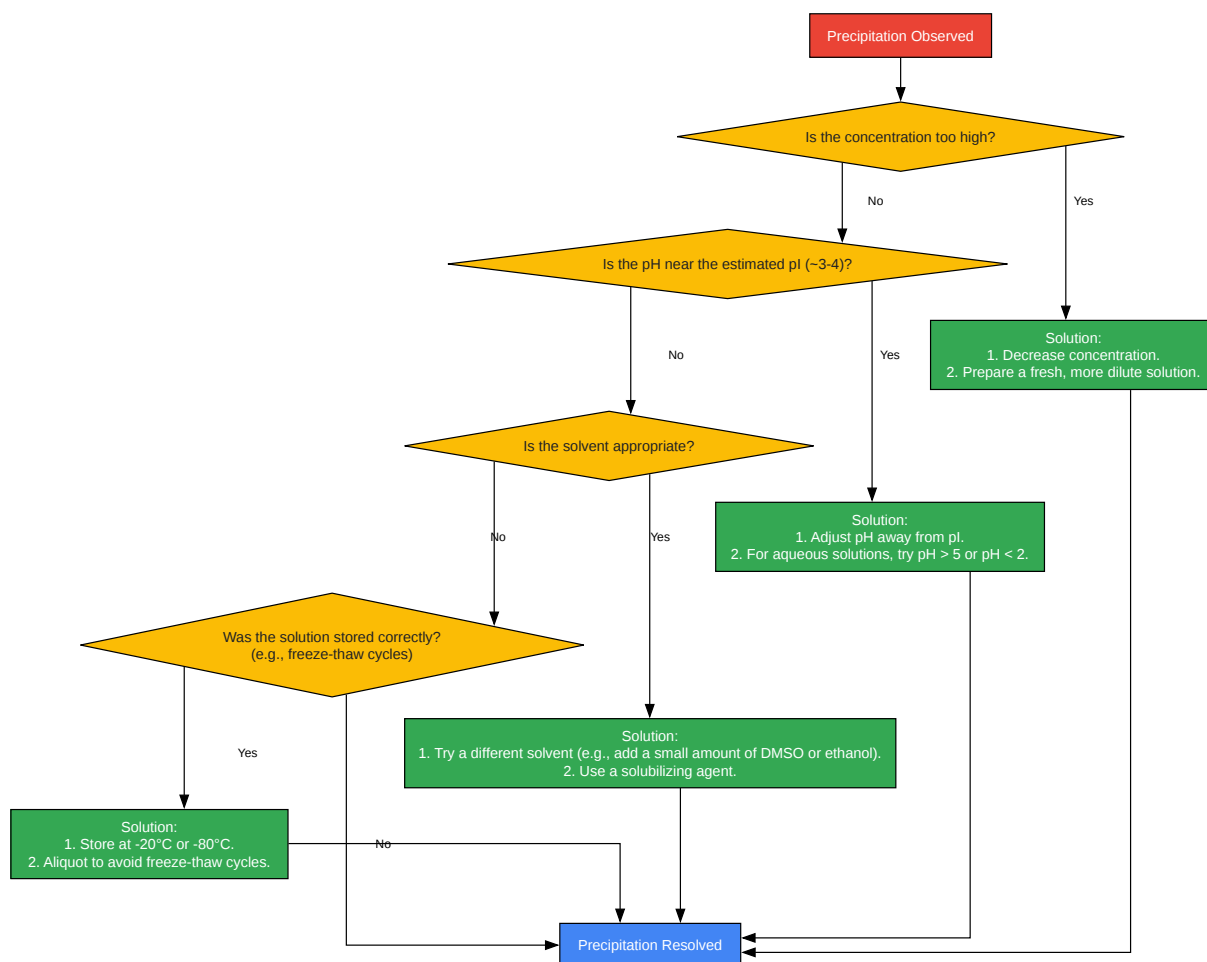 Precipitation Observed
Is the concentration too high?
No
Yes
Is the pH near the estimated pI (~3-4)?
Solution:
1. Decrease concentration.
2. Prepare a fresh, more dilute solution.
No
Yes
Is the solvent appropriate?
Solution:
1. Adjust pH away from pI.
2. For aqueous solutions, try pH > 5 or pH < 2.
No
Yes
Was the solution stored correctly?
(e.g., freeze-thaw cycles)
Solution:
1. Try a different solvent (e.g., add a small amount of DMSO or ethanol).
2. Use a solubilizing agent.
Yes
Solution:
1. Store at -20°C or -80°C.
2. Aliquot to avoid freeze-thaw cycles.
No
Precipitation Resolved